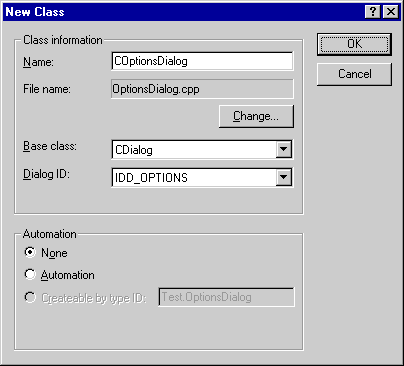 New Class
Class information
Name: COptionsDialog
OK
File name: OptionsDialog.cpp
Cancel
Change...
Base class: CDialog
Dialog ID: IDD_OPTIONS
Automation
None
Automation
Createable by type ID: Test.OptionsDialog